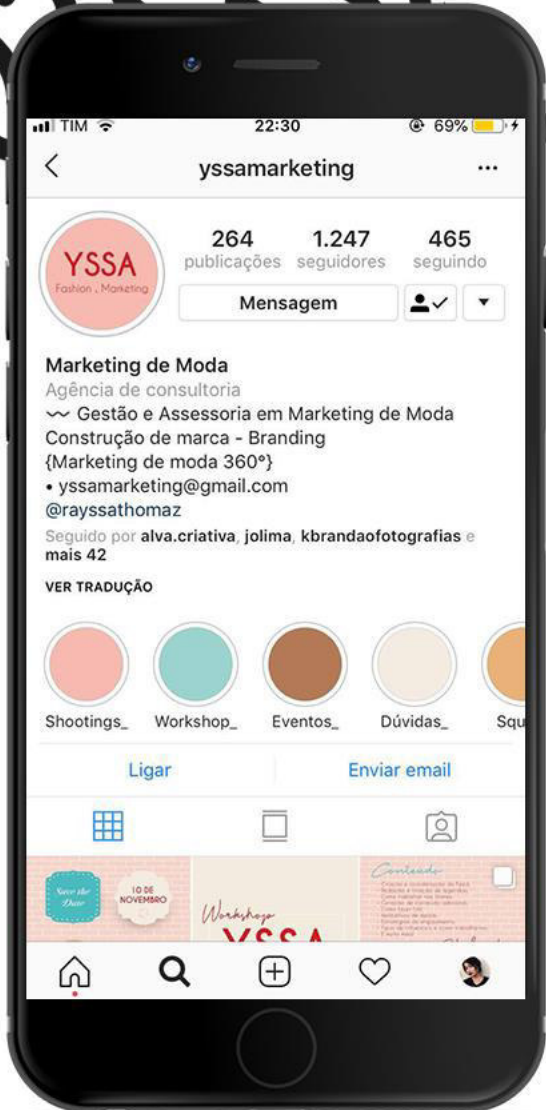 TIM 22:30 69%
yssamarketing
YSSA
Fashion . Marketing
264 1.247 465
publicações seguidores seguindo
Mensagem
Marketing de Moda
Agência de consultoria
Gestão e Assessoria em Marketing de Moda
Construção de marca - Branding
{Marketing de moda 360º}
• yssamarketing@gmail.com
@rayssathomaz
Seguido por alva.criativa, jolima, kbrandaofotografias e
mais 42
VER TRADUÇÃO
Shootings_ Workshop_ Eventos_ Dúvidas_ Squ
Ligar Enviar email
Save the
Date
10 DE
NOVEMBRO
Workshop
YSSA
Conteúdo